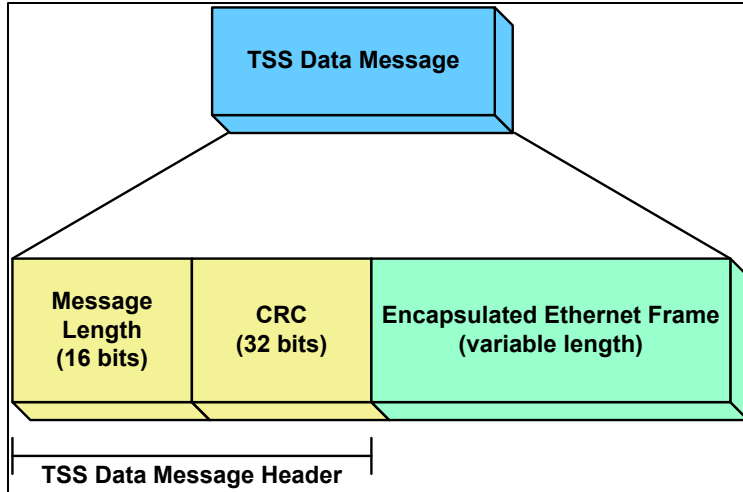 TSS Data Message
Message
Length
(16 bits)
CRC
(32 bits)
Encapsulated Ethernet Frame
(variable length)
TSS Data Message Header